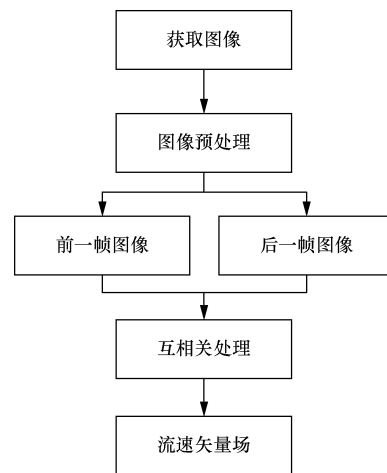 获取图像
图像预处理
前一帧图像
后一帧图像
互相关处理
流速矢量场